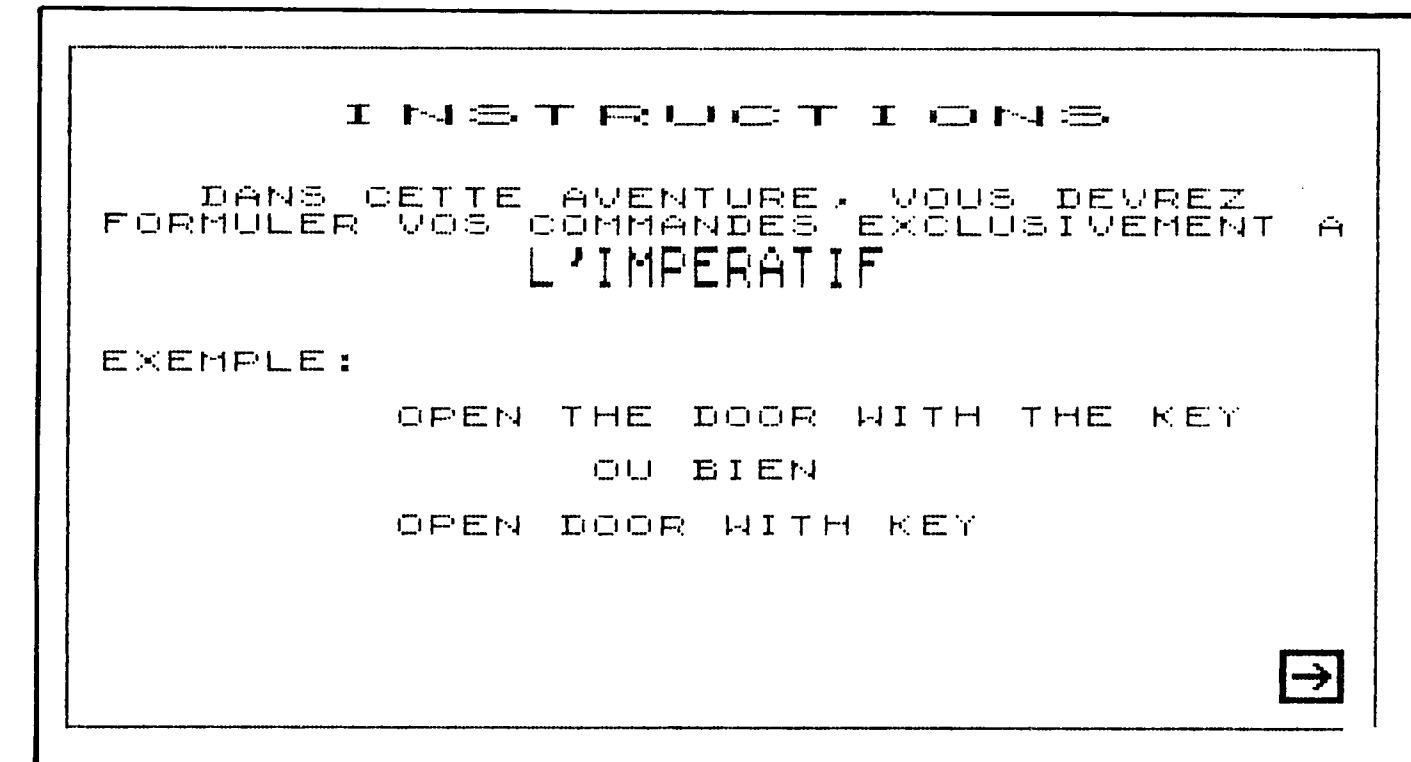 INSTRUCTIONS
DANS CETTE AVENTURE, VOUS DEVREZ
FORMULER VOS COMMANDES EXCLUSIVEMENT A
L'IMPERATIF
EXEMPLE:
OPEN THE DOOR WITH THE KEY
OU BIEN
OPEN DOOR WITH KEY